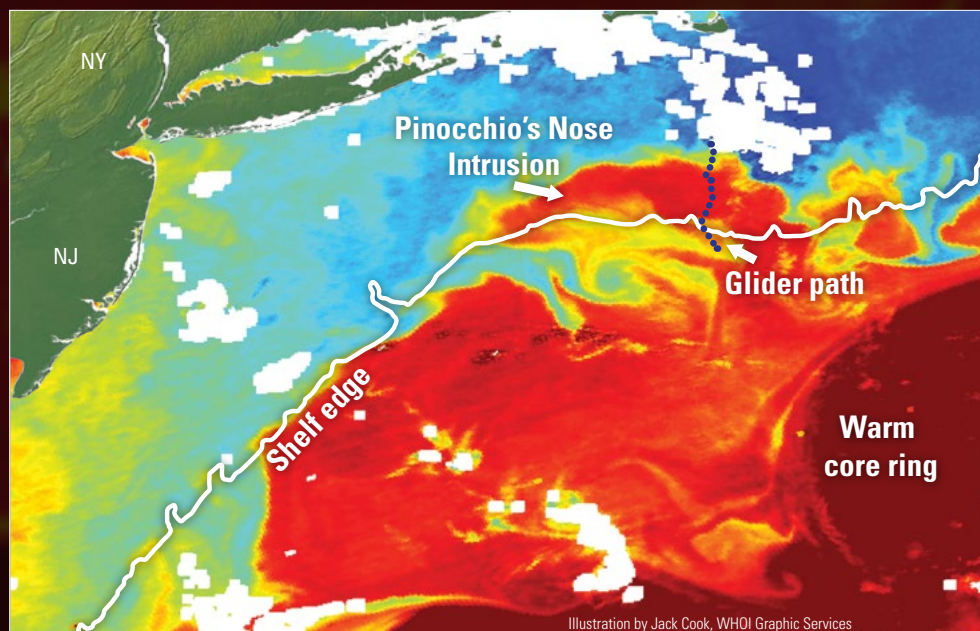 NY
Pinocchio's Nose
Intrusion
NJ
Glider path
Shelf edge
Warm
core ring
Illustration by Jack Cook, WHOI Graphic Services